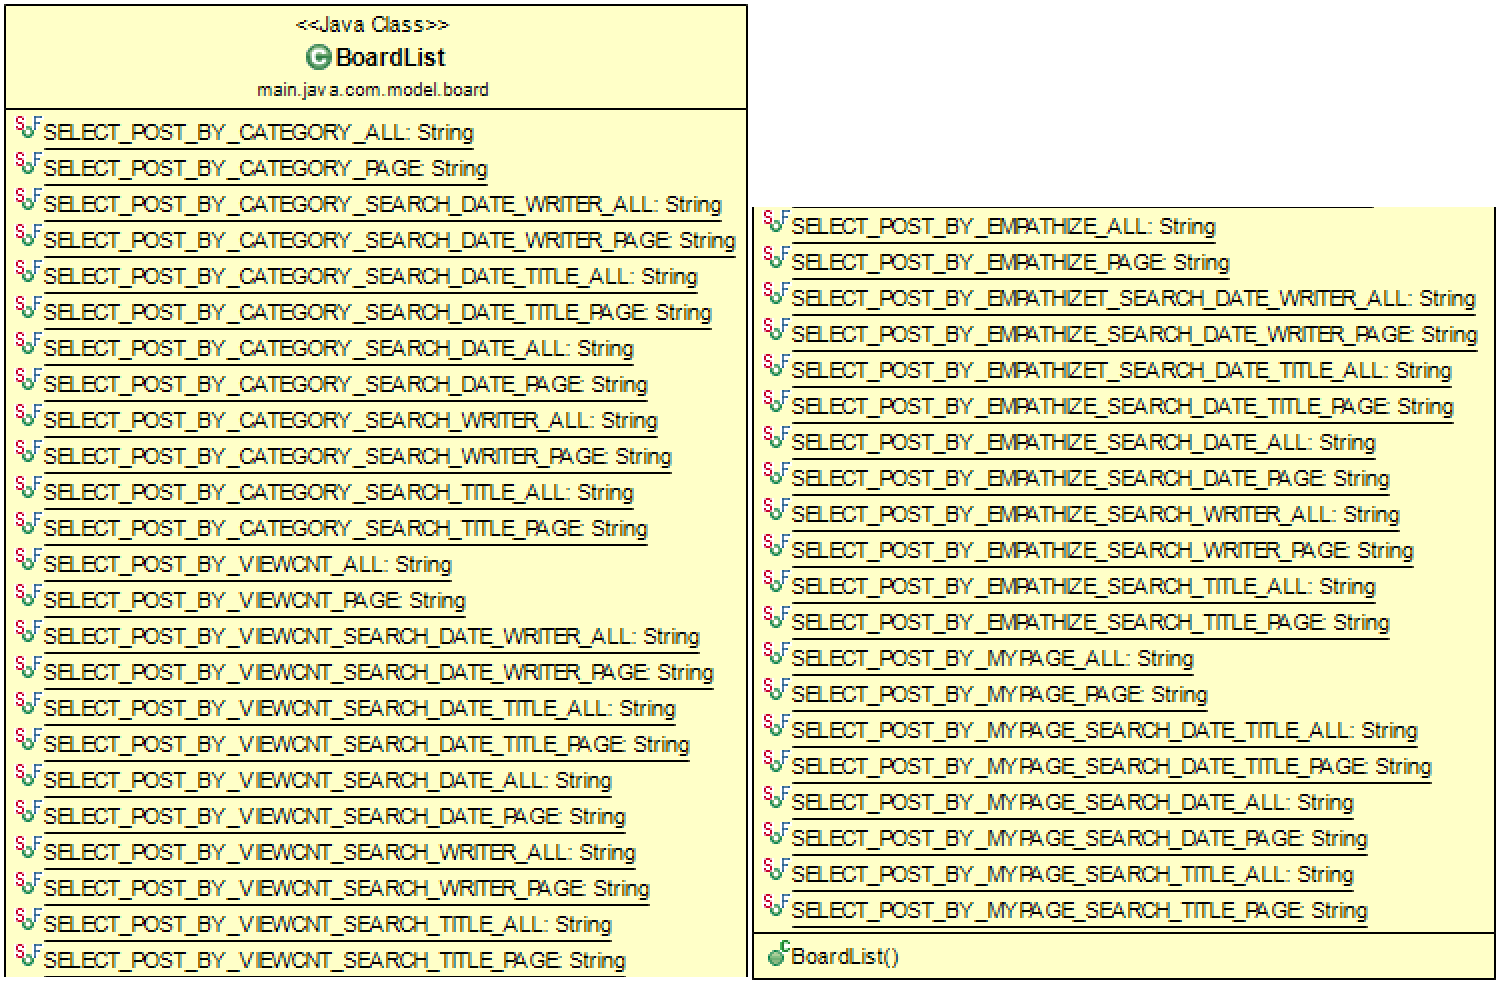 <<Java Class>>
BoardList
main.java.com.model.board
SELECT_POST_BY_CATEGORY_ALL: String
SELECT_POST_BY_CATEGORY_PAGE: String
SELECT_POST_BY_CATEGORY_SEARCH_DATE_WRITER_ALL: String
SELECT_POST_BY_CATEGORY_SEARCH_DATE_WRITER_PAGE: String
SELECT_POST_BY_CATEGORY_SEARCH_DATE_TITLE_ALL: String
SELECT_POST_BY_CATEGORY_SEARCH_DATE_TITLE_PAGE: String
SELECT_POST_BY_CATEGORY_SEARCH_DATE_ALL: String
SELECT_POST_BY_CATEGORY_SEARCH_DATE_PAGE: String
SELECT_POST_BY_CATEGORY_SEARCH_WRITER_ALL: String
SELECT_POST_BY_CATEGORY_SEARCH_WRITER_PAGE: String
SELECT_POST_BY_CATEGORY_SEARCH_TITLE_ALL: String
SELECT_POST_BY_CATEGORY_SEARCH_TITLE_PAGE: String
SELECT_POST_BY_VIEWCNT_ALL: String
SELECT_POST_BY_VIEWCNT_PAGE: String
SELECT_POST_BY_VIEWCNT_SEARCH_DATE_WRITER_ALL: String
SELECT_POST_BY_VIEWCNT_SEARCH_DATE_WRITER_PAGE: String
SELECT_POST_BY_VIEWCNT_SEARCH_DATE_TITLE_ALL: String
SELECT_POST_BY_VIEWCNT_SEARCH_DATE_TITLE_PAGE: String
SELECT_POST_BY_VIEWCNT_SEARCH_DATE_ALL: String
SELECT_POST_BY_VIEWCNT_SEARCH_DATE_PAGE: String
SELECT_POST_BY_VIEWCNT_SEARCH_WRITER_ALL: String
SELECT_POST_BY_VIEWCNT_SEARCH_WRITER_PAGE: String
SELECT_POST_BY_VIEWCNT_SEARCH_TITLE_ALL: String
SELECT_POST_BY_VIEWCNT_SEARCH_TITLE_PAGE: String
SELECT_POST_BY_EMPATHIZE_ALL: String
SELECT_POST_BY_EMPATHIZE_PAGE: String
SELECT_POST_BY_EMPATHIZET_SEARCH_DATE_WRITER_ALL: String
SELECT_POST_BY_EMPATHIZE_SEARCH_DATE_WRITER_PAGE: String
SELECT_POST_BY_EMPATHIZET_SEARCH_DATE_TITLE_ALL: String
SELECT_POST_BY_EMPATHIZE_SEARCH_DATE_TITLE_PAGE: String
SELECT_POST_BY_EMPATHIZE_SEARCH_DATE_ALL: String
SELECT_POST_BY_EMPATHIZE_SEARCH_DATE_PAGE: String
SELECT_POST_BY_EMPATHIZE_SEARCH_WRITER_ALL: String
SELECT_POST_BY_EMPATHIZE_SEARCH_WRITER_PAGE: String
SELECT_POST_BY_EMPATHIZE_SEARCH_TITLE_ALL: String
SELECT_POST_BY_EMPATHIZE_SEARCH_TITLE_PAGE: String
SELECT_POST_BY_MYPAGE_ALL: String
SELECT_POST_BY_MYPAGE_PAGE: String
SELECT_POST_BY_MYPAGE_SEARCH_DATE_TITLE_ALL: String
SELECT_POST_BY_MYPAGE_SEARCH_DATE_TITLE_PAGE: String
SELECT_POST_BY_MYPAGE_SEARCH_DATE_ALL: String
SELECT_POST_BY_MYPAGE_SEARCH_DATE_PAGE: String
SELECT_POST_BY_MYPAGE_SEARCH_TITLE_ALL: String
SELECT_POST_BY_MYPAGE_SEARCH_TITLE_PAGE: String
BoardList()